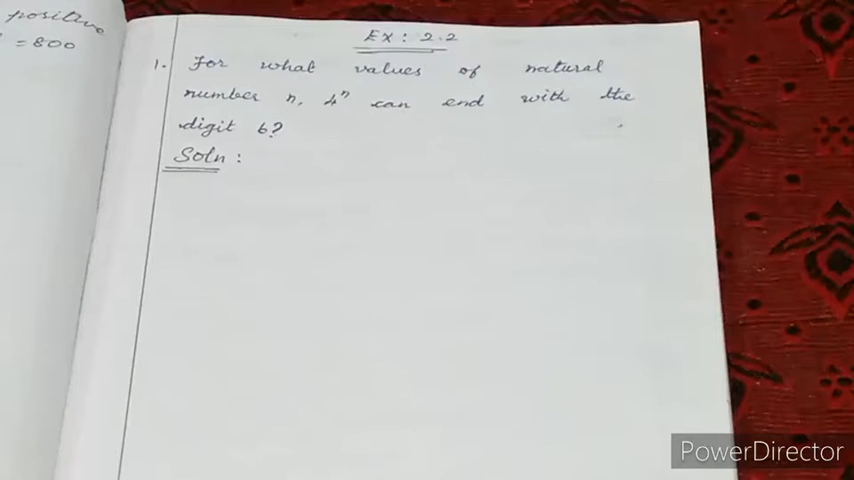 positive
= 800
Ex : 2.2
1. For what values of natural
number n, 4ⁿ can end with the
digit 6?
Soln :
PowerDirector